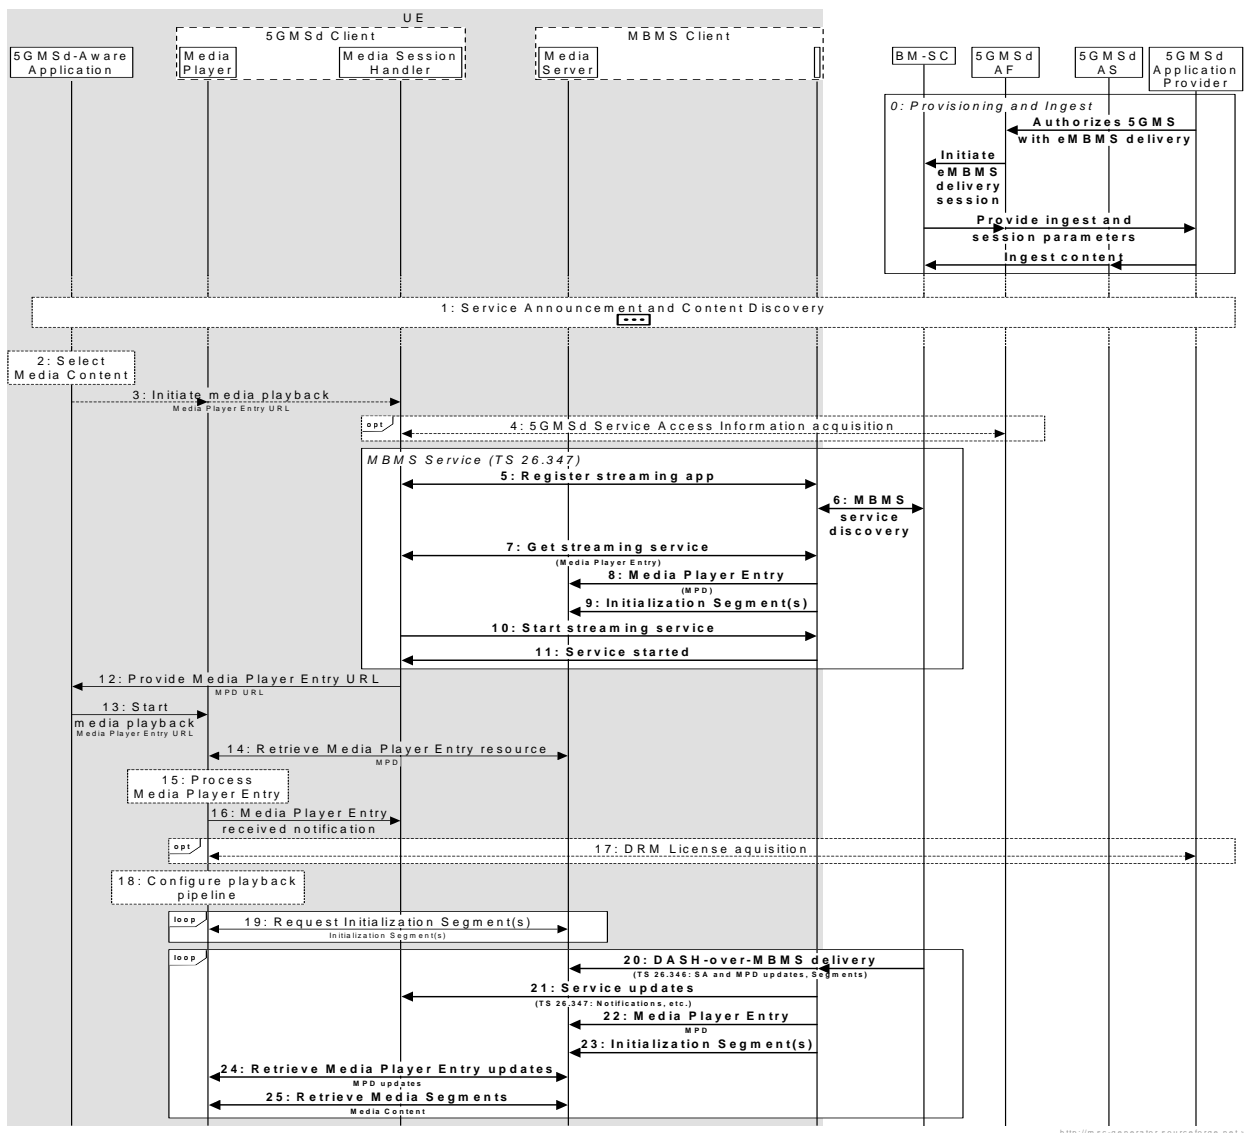 UE
5GMSd Client
MBMS Client
5GMSd-Aware
Application
Media
Player
Media Session
Handler
Media
Server
BM-SC
5GMSd
AF
5GMSd
AS
5GMSd
Application
Provider
0: Provisioning and Ingest
Authorizes 5GMS
with eMBMS delivery
Initiate
eMBMS
delivery
session
Provide ingest and
session parameters
Ingest content
1: Service Announcement and Content Discovery
2: Select
Media Content
3: Initiate media playback
Media Player Entry URL
opt
4: 5GMSd Service Access Information acquisition
MBMS Service (TS 26.347)
5: Register streaming app
6: MBMS
service
discovery
7: Get streaming service
(Media Player Entry)
8: Media Player Entry
(MPD)
9: Initialization Segment(s)
10: Start streaming service
11: Service started
12: Provide Media Player Entry URL
MPD URL
13: Start
media playback
Media Player Entry URL
14: Retrieve Media Player Entry resource
MPD
15: Process
Media Player Entry
16: Media Player Entry
received notification
opt
17: DRM License aquisition
18: Configure playback
pipeline
loop
19: Request Initialization Segment(s)
Initialization Segment(s)
loop
20: DASH-over-MBMS delivery
(TS 26.346: SA and MPD updates, Segments)
21: Service updates
(TS 26.347: Notifications, etc.)
22: Media Player Entry
MPD
23: Initialization Segment(s)
24: Retrieve Media Player Entry updates
MPD updates
25: Retrieve Media Segments
Media Content